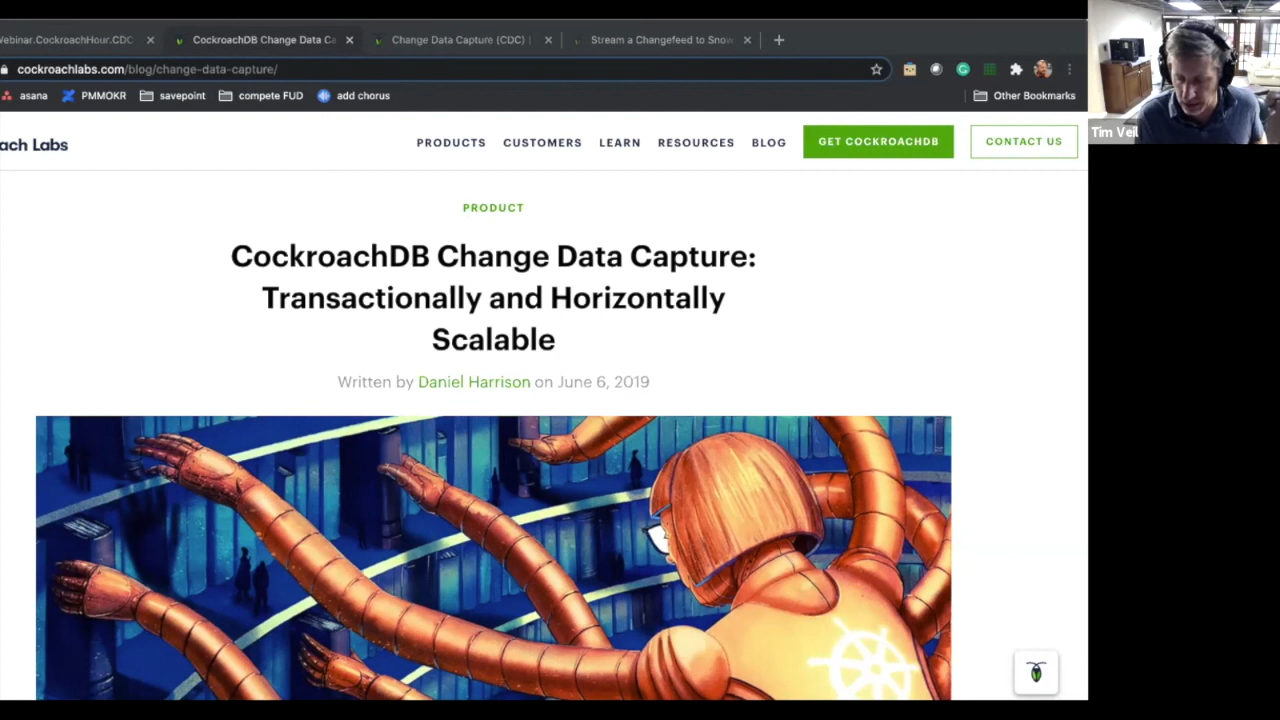 Webinar.CockroachHour.CDC
CockroachDB Change Data Ca
Change Data Capture (CDC) |
Stream a Changefeed to Snow
cockroachlabs.com/blog/change-data-capture/
asana
PMMOKR
savepoint
compete FUD
add chorus
Other Bookmarks
Tim Veil
ach Labs
PRODUCTS
CUSTOMERS
LEARN
RESOURCES
BLOG
GET COCKROACHDB
CONTACT US
PRODUCT
CockroachDB Change Data Capture:
Transactionally and Horizontally
Scalable
Written by Daniel Harrison on June 6, 2019